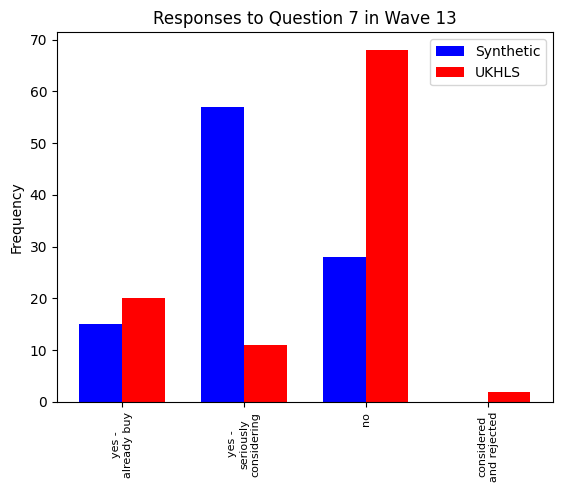 Responses to Question 7 in Wave 13
Synthetic
UKHLS
Frequency
70
60
50
40
30
20
10
0
yes -
already buy
yes -
seriously
considering
no
considered
and rejected